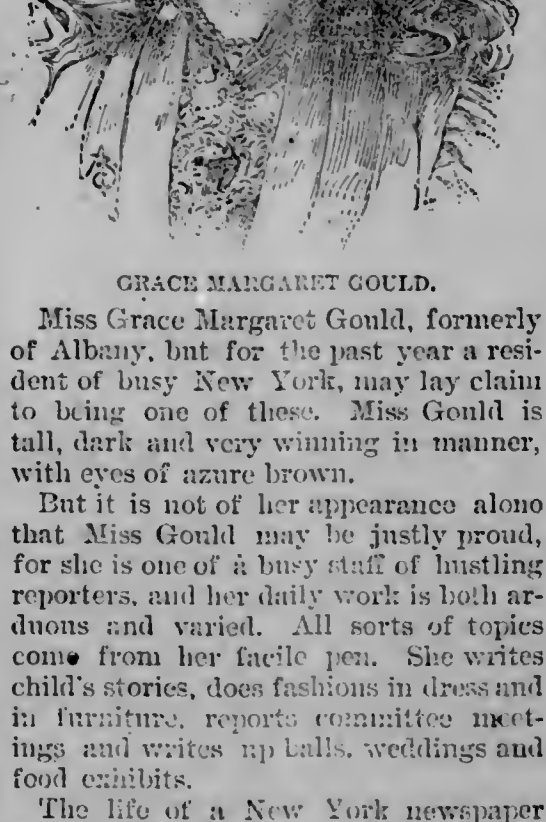 GRACE MARGARET GOULD.
Miss Grace Margaret Gould, formerly
of Albany, but for the past year a resi-
dent of busy New York, may lay claim
to being one of these. Miss Gould is
tall, dark and very winning in manner,
with eyes of azure brown.
But it is not of her appearance alone
that Miss Gould may be justly proud,
for she is one of a busy staff of hustling
reporters, and her daily work is both ar-
duous and varied. All sorts of topics
come from her facile pen. She writes
child's stories, does fashions in dress and
in furniture, reports committee meet-
ings and writes up balls, weddings and
food exhibits.
The life of a New York newspaper